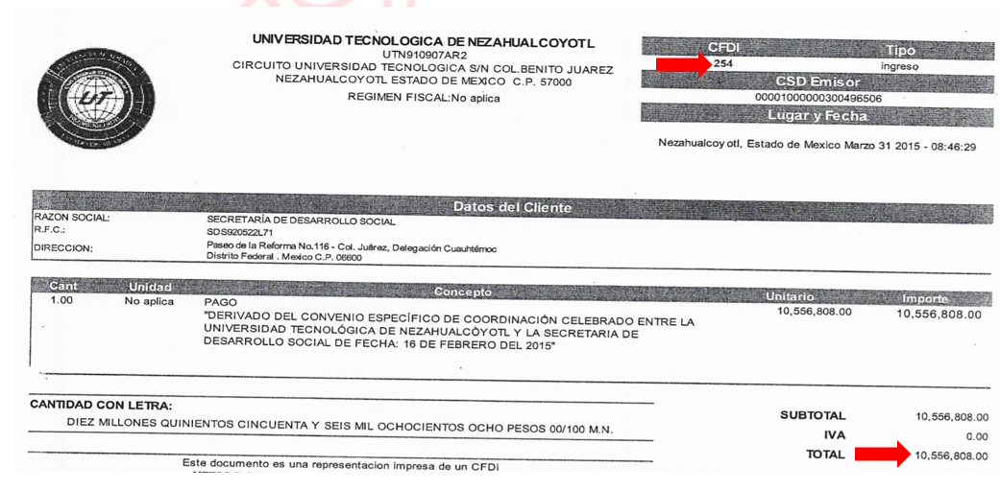 UNIVERSIDAD TECNOLOGICA DE NEZAHUALCOYOTL
UTN910907AR2
CIRCUITO UNIVERSIDAD TECNOLOGICA S/N COL.BENITO JUAREZ
NEZAHUALCOYOTL ESTADO DE MEXICO C.P. 57000
REGIMEN FISCAL:No aplica
UT
CFDI Tipo
254 ingreso
CSD Emisor
00001000000300496506
Lugar y Fecha
Nezahualcoyotl, Estado de Mexico Marzo 31 2015 - 08:46:29
Datos del Cliente
RAZON SOCIAL: SECRETARÍA DE DESARROLLO SOCIAL
R.F.C.: SDS920522L71
DIRECCION: Paseo de la Reforma No.116 - Col. Juárez, Delegación Cuauhtémoc
Distrito Federal . Mexico C.P. 06600
Cant Unidad Concepto Unitario Importe
1.00 No aplica PAGO 10,556,808.00 10,556,808.00
"DERIVADO DEL CONVENIO ESPECÍFICO DE COORDINACIÓN CELEBRADO ENTRE LA
UNIVERSIDAD TECNOLÓGICA DE NEZAHUALCÓYOTL Y LA SECRETARIA DE
DESARROLLO SOCIAL DE FECHA: 16 DE FEBRERO DEL 2015"
CANTIDAD CON LETRA:
DIEZ MILLONES QUINIENTOS CINCUENTA Y SEIS MIL OCHOCIENTOS OCHO PESOS 00/100 M.N.
SUBTOTAL 10,556,808.00
IVA 0.00
TOTAL 10,556,808.00
Este documento es una representacion impresa de un CFDi